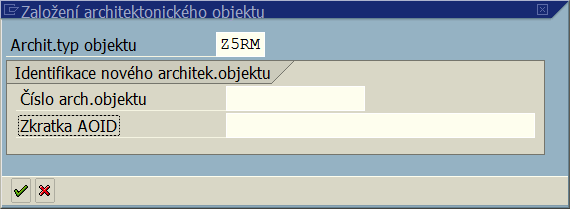 Založení architektonického objektu
Archit.typ objektu Z5RM
Identifikace nového architek.objektu
Číslo arch.objektu
Zkratka AOID